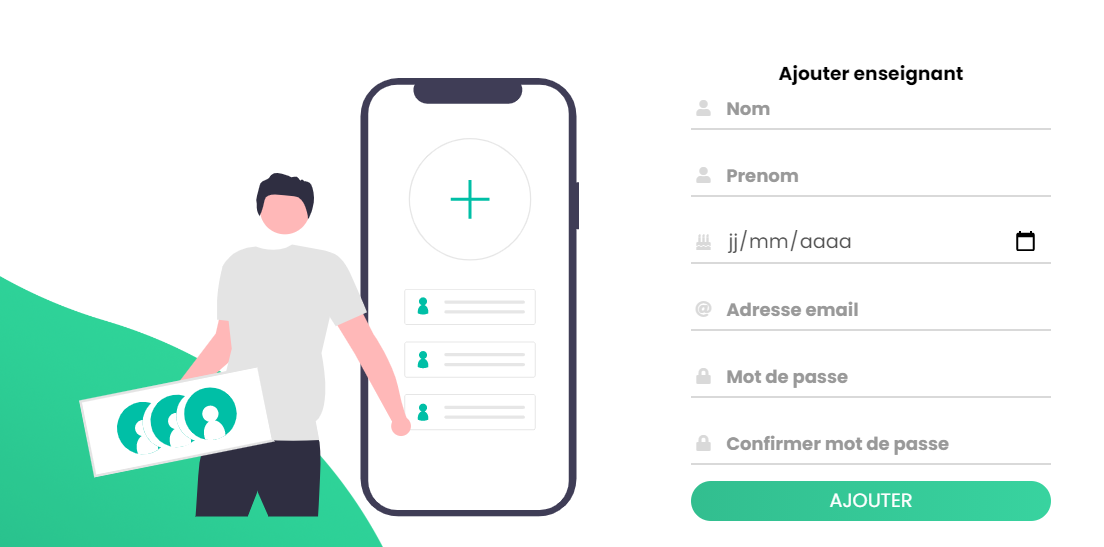 Ajouter enseignant
Nom
Prenom
jj/mm/aaaa
Adresse email
Mot de passe
Confirmer mot de passe
AJOUTER